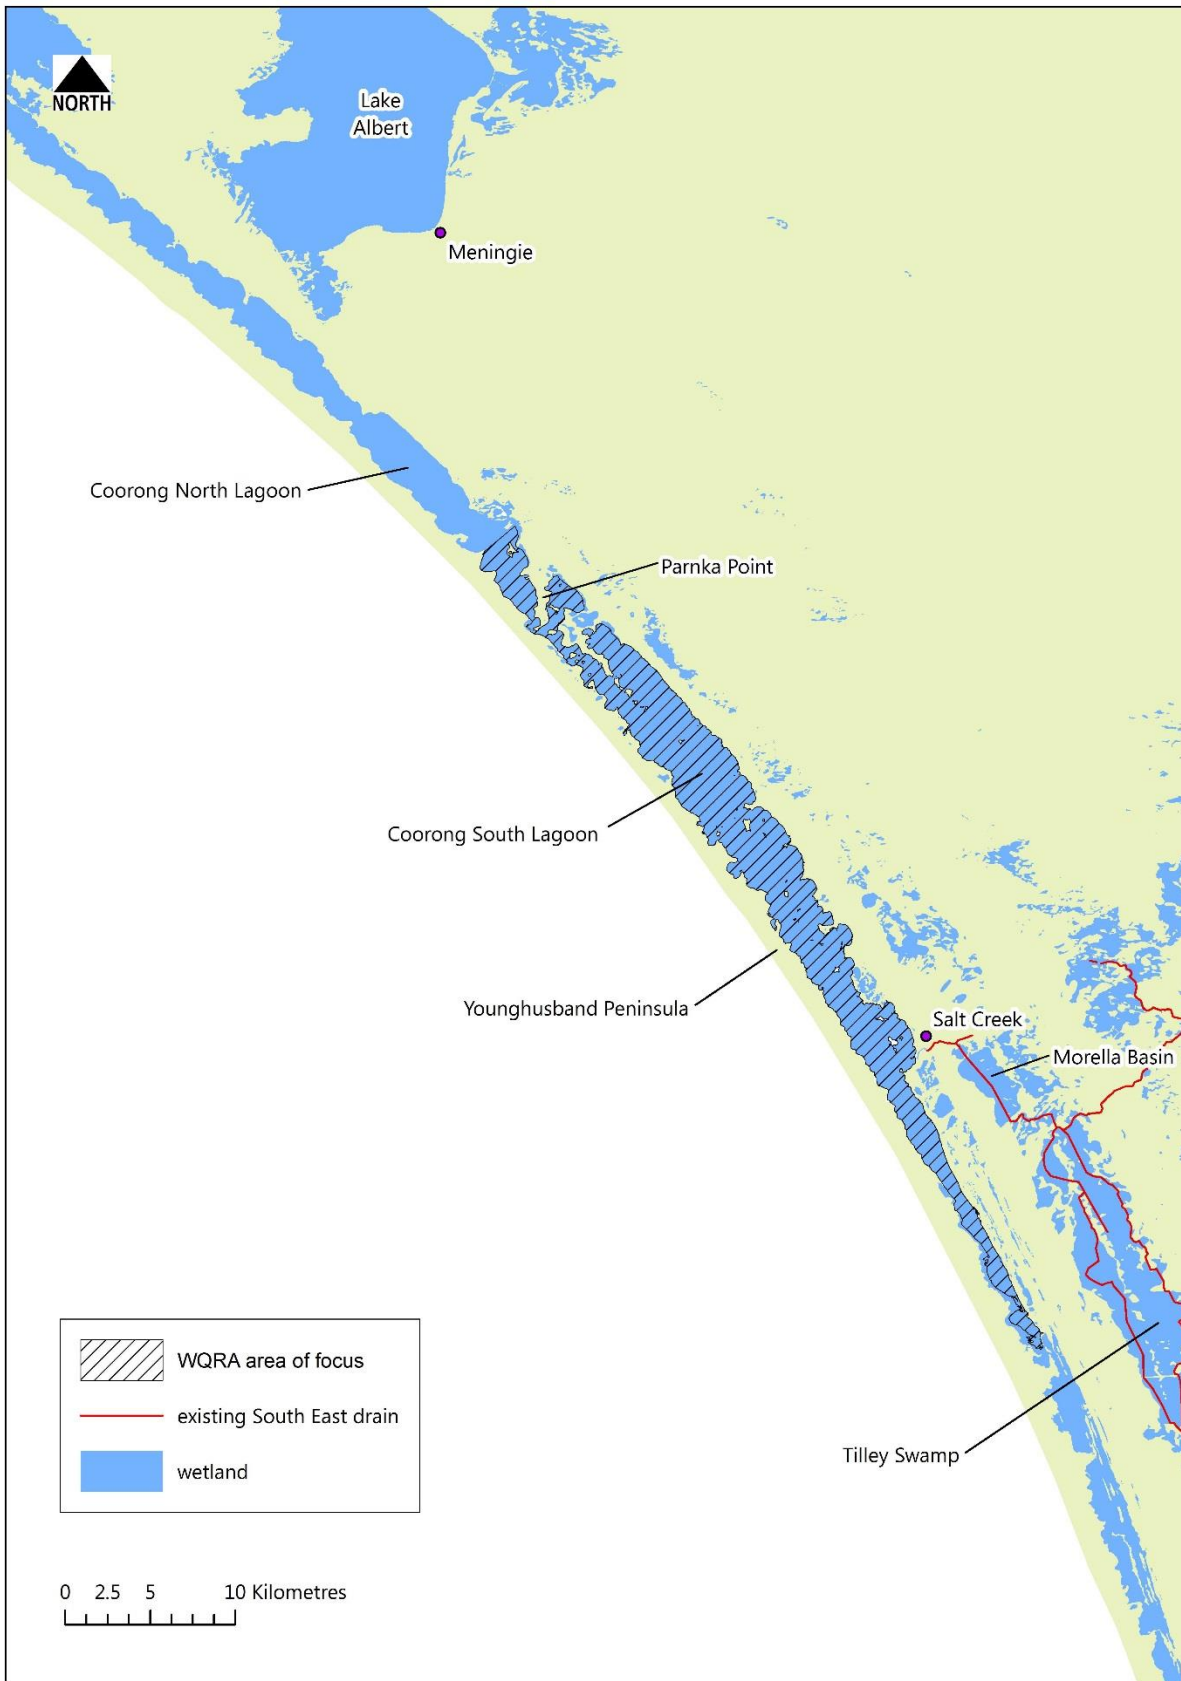 NORTH
Lake
Albert
Meningie
Coorong North Lagoon
Parnka Point
Coorong South Lagoon
Younghusband Peninsula
Salt Creek
Morella Basin
WQRA area of focus
existing South East drain
wetland
Tilley Swamp
0 2.5 5 10 Kilometres